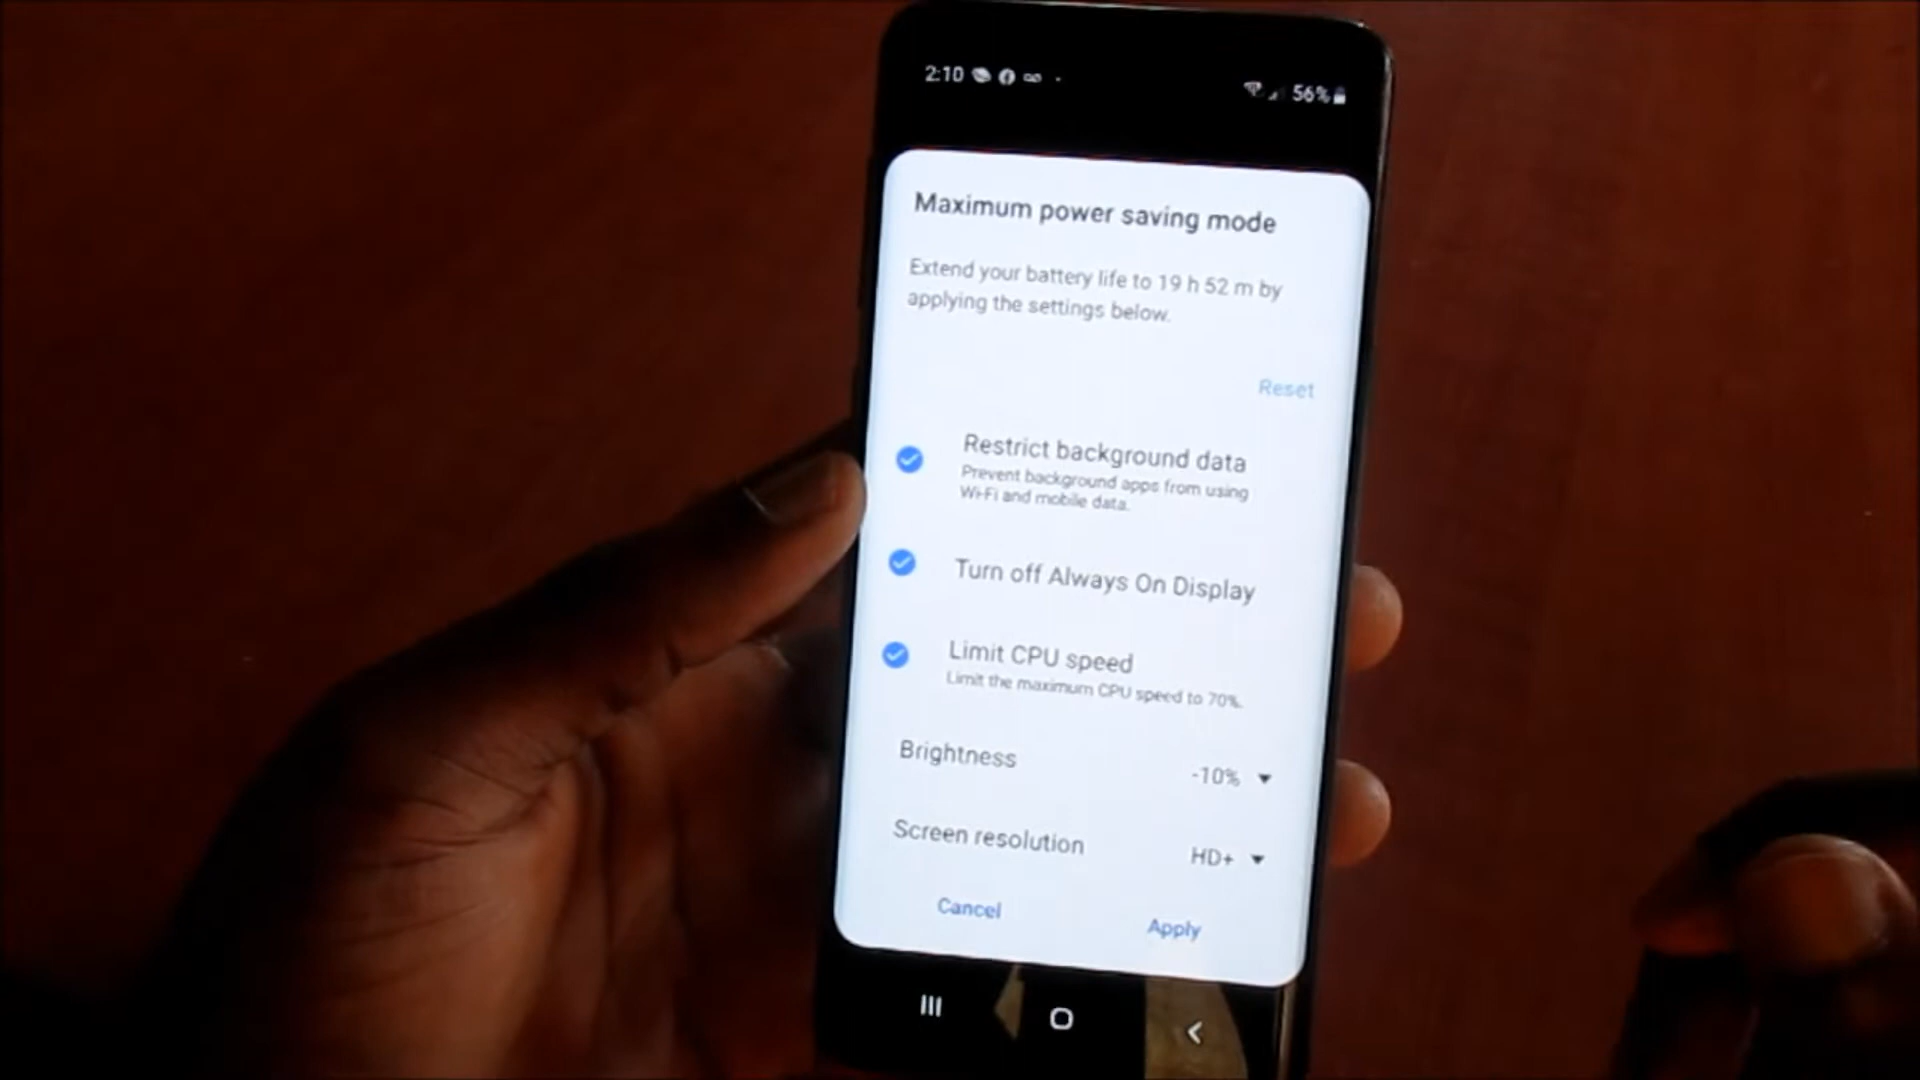 2:10
56%
Maximum power saving mode
Extend your battery life to 19 h 52 m by
applying the settings below.
Reset
Restrict background data
Prevent background apps from using
Wi-Fi and mobile data.
Turn off Always On Display
Limit CPU speed
Limit the maximum CPU speed to 70%.
Brightness
-10%
Screen resolution
HD+
Cancel
Apply